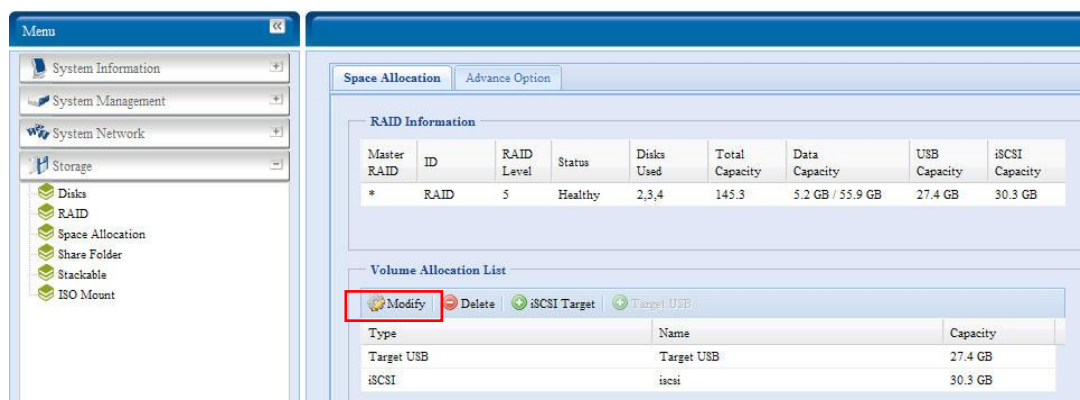 Menu
System Information
System Management
System Network
Storage
Disks
RAID
Space Allocation
Share Folder
Stackable
ISO Mount
Space Allocation Advance Option
RAID Information
Master RAID ID RAID Level Status Disks Used Total Capacity Data Capacity USB Capacity iSCSI Capacity
* RAID 5 Healthy 2,3,4 145.3 5.2 GB / 55.9 GB 27.4 GB 30.3 GB
Volume Allocation List
Modify Delete iSCSI Target Target USB
Type Name Capacity
Target USB Target USB 27.4 GB
iSCSI iscsi 30.3 GB